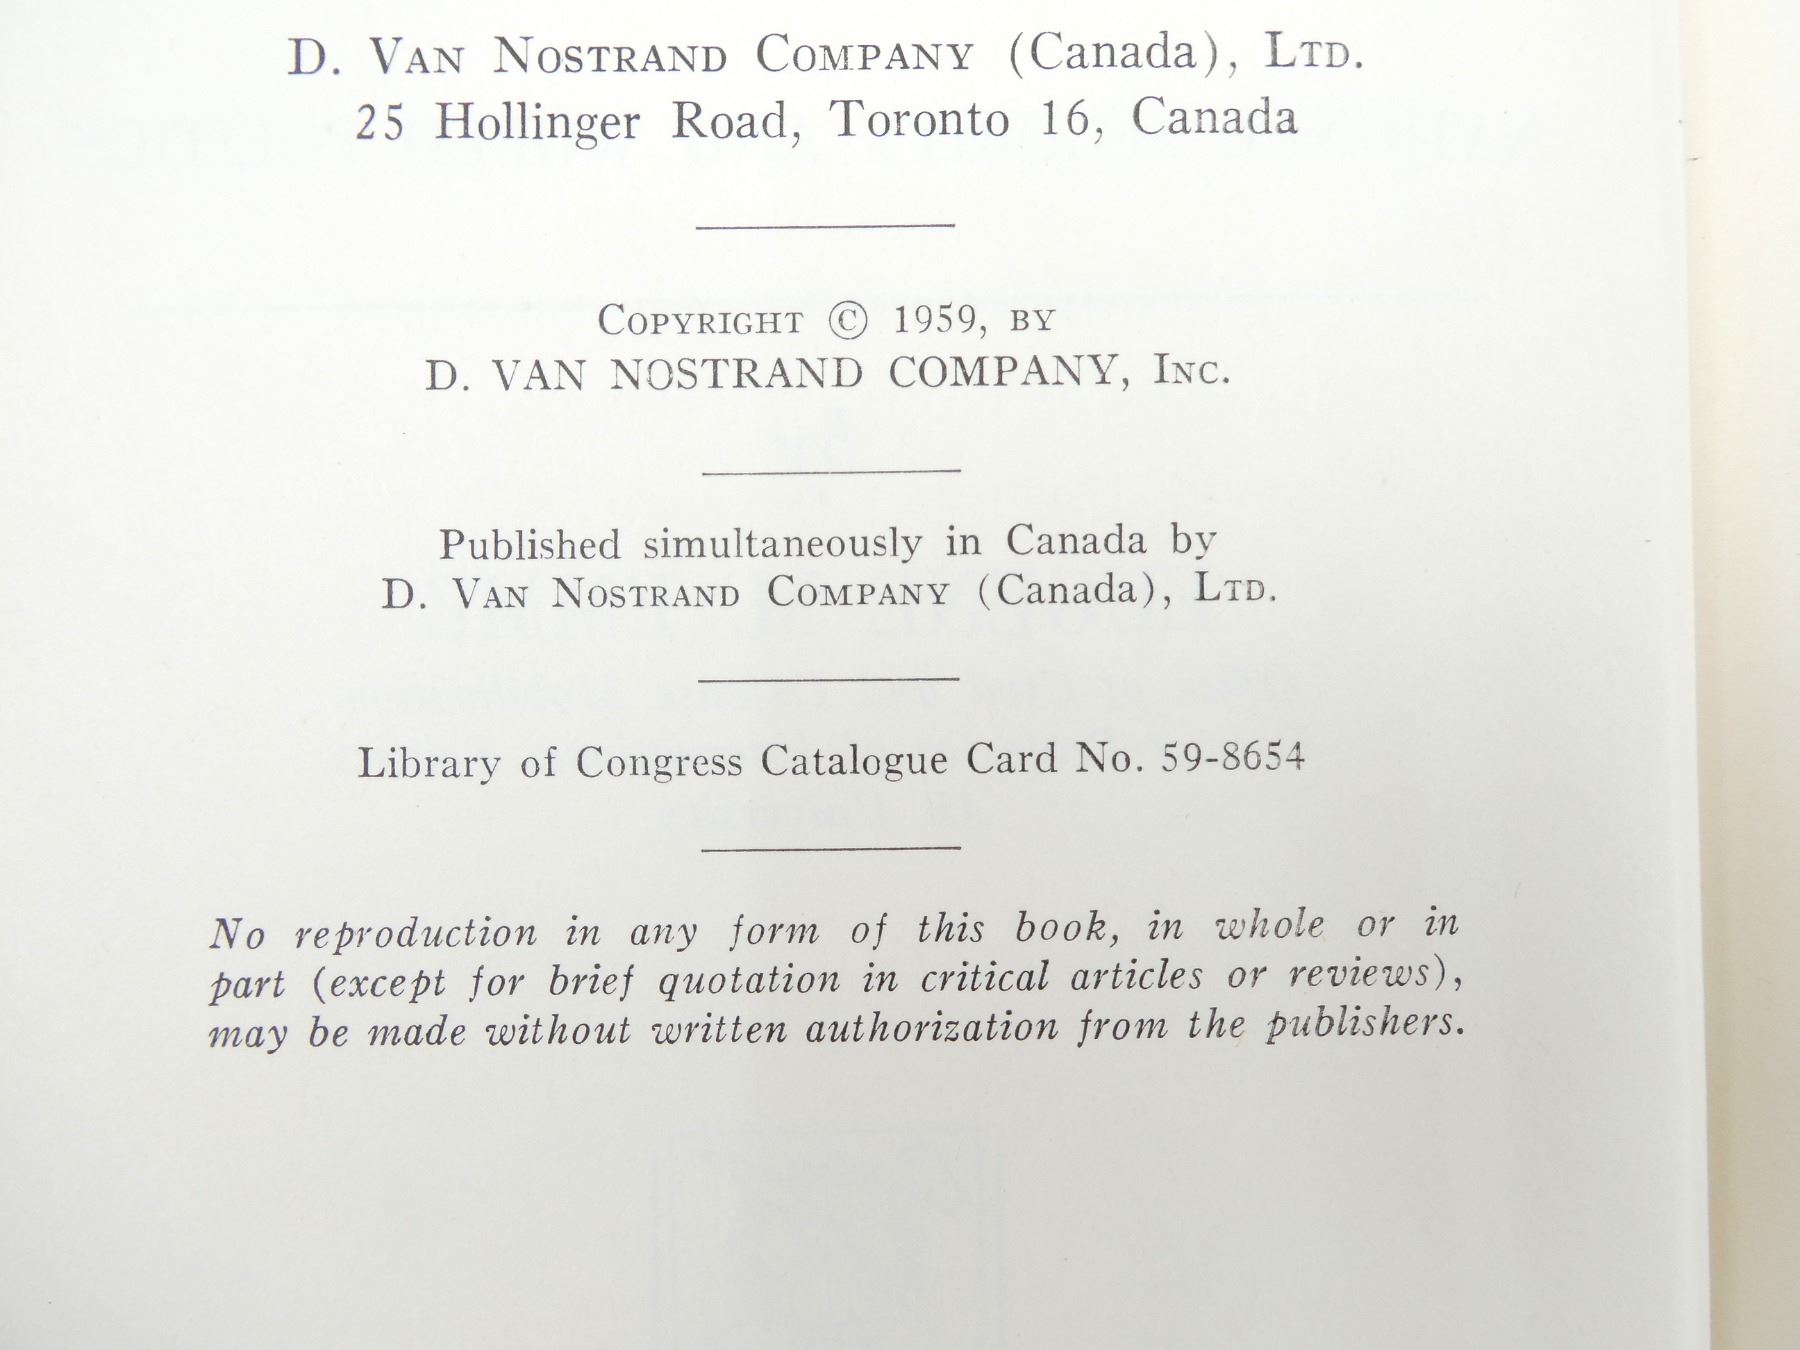 D. Van Nostrand Company (Canada), Ltd.
25 Hollinger Road, Toronto 16, Canada
Copyright © 1959, by
D. VAN NOSTRAND COMPANY, Inc.
Published simultaneously in Canada by
D. Van Nostrand Company (Canada), Ltd.
Library of Congress Catalogue Card No. 59-8654
No reproduction in any form of this book, in whole or in
part (except for brief quotation in critical articles or reviews),
may be made without written authorization from the publishers.